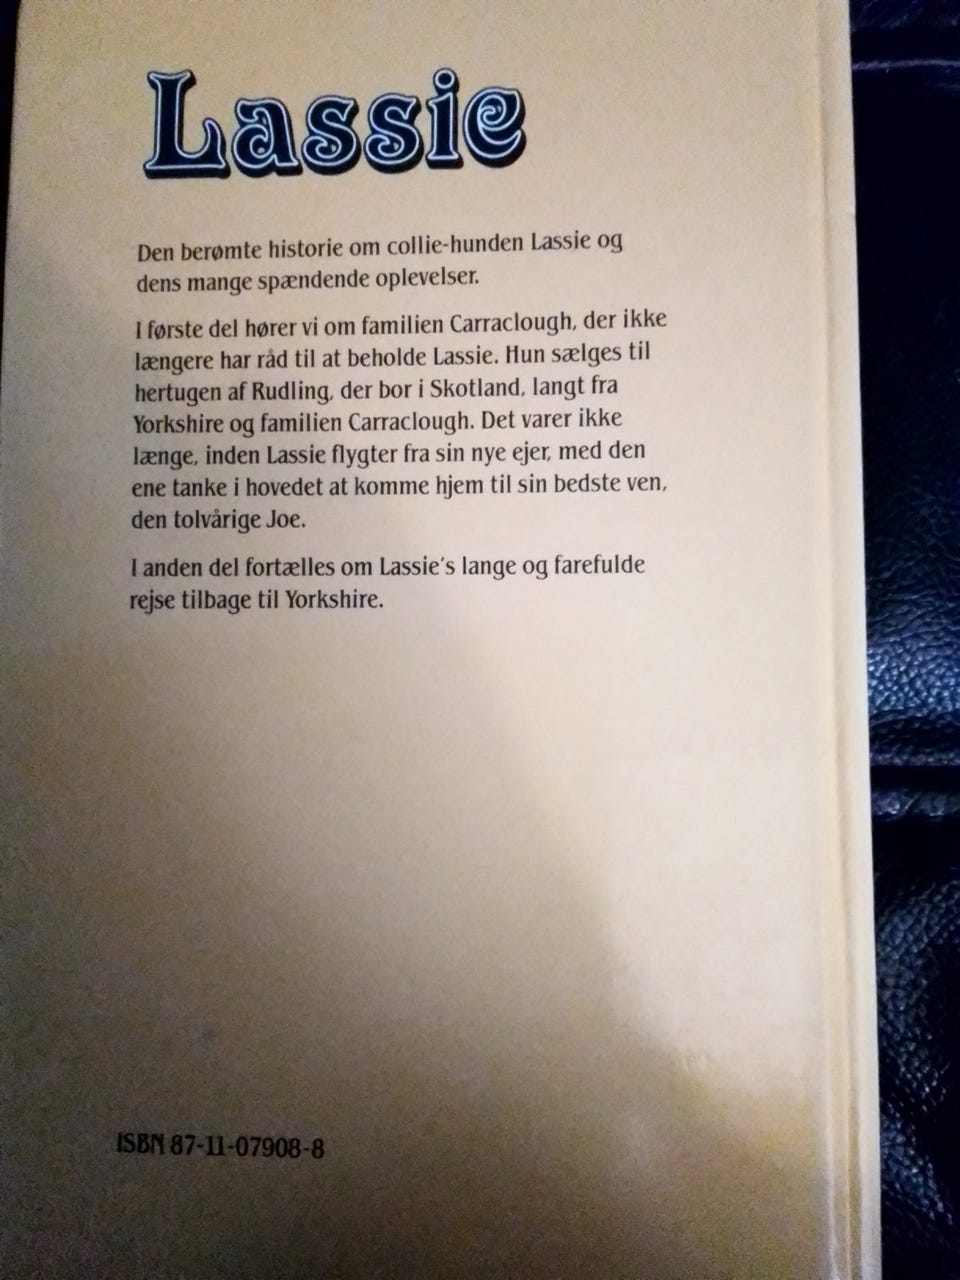 Lassie
Den berømte historie om collie-hunden Lassie og
dens mange spændende oplevelser.
I første del hører vi om familien Carraclough, der ikke
længere har råd til at beholde Lassie. Hun sælges til
hertugen af Rudling, der bor i Skotland, langt fra
Yorkshire og familien Carraclough. Det varer ikke
længe, inden Lassie flygter fra sin nye ejer, med den
ene tanke i hovedet at komme hjem til sin bedste ven,
den tolvårige Joe.
I anden del fortælles om Lassie's lange og farefulde
rejse tilbage til Yorkshire.
ISBN 87-11-07908-8